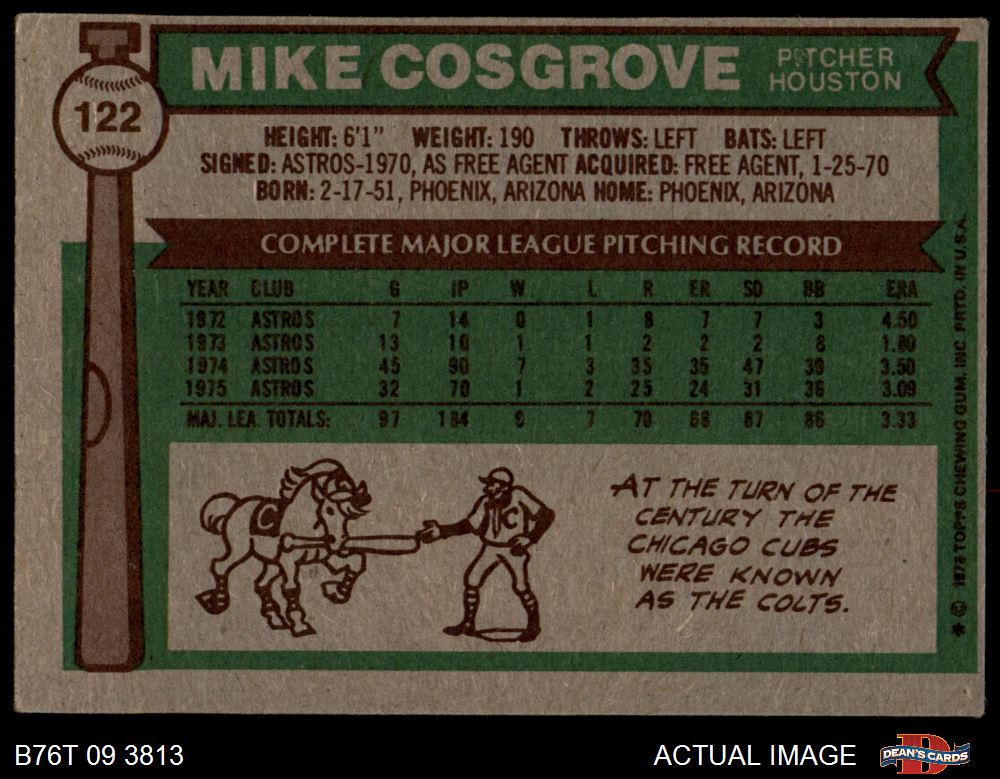 122
MIKE COSGROVE
PITCHER
HOUSTON
HEIGHT: 6'1" WEIGHT: 190 THROWS: LEFT BATS: LEFT
SIGNED: ASTROS-1970, AS FREE AGENT ACQUIRED: FREE AGENT, 1-25-70
BORN: 2-17-51, PHOENIX, ARIZONA HOME: PHOENIX, ARIZONA
COMPLETE MAJOR LEAGUE PITCHING RECORD
YEAR CLUB G IP W L R ER SO BB ERA
1972 ASTROS 7 14 0 1 8 7 7 3 4.50
1973 ASTROS 13 10 1 1 2 2 2 8 1.80
1974 ASTROS 45 90 7 3 35 35 47 39 3.50
1975 ASTROS 32 70 1 2 25 24 31 36 3.09
MAJ. LEA. TOTALS: 97 184 9 7 70 68 87 86 3.33
C
C
AT THE TURN OF THE
CENTURY THE
CHICAGO CUBS
WERE KNOWN
AS THE COLTS.
* © 1976 TOPPS CHEWING GUM, INC. PRTD. IN U.S.A.
B76T 09 3813
ACTUAL IMAGE
D
DEAN'S CARDS